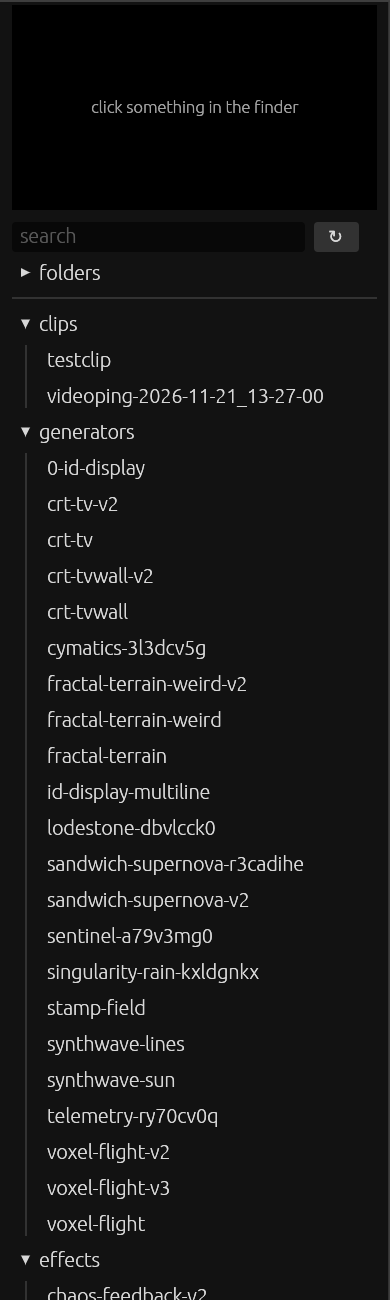 click something in the finder
search ↻
▶ folders
▼ clips
testclip
videoping-2026-11-21_13-27-00
▼ generators
0-id-display
crt-tv-v2
crt-tv
crt-tvwall-v2
crt-tvwall
cymatics-3l3dcv5g
fractal-terrain-weird-v2
fractal-terrain-weird
fractal-terrain
id-display-multiline
lodestone-dbvlcck0
sandwich-supernova-r3cadihe
sandwich-supernova-v2
sentinel-a79v3mg0
singularity-rain-kxldgnkx
stamp-field
synthwave-lines
synthwave-sun
telemetry-ry70cv0q
voxel-flight-v2
voxel-flight-v3
voxel-flight
▼ effects
chaos-feedback-v2